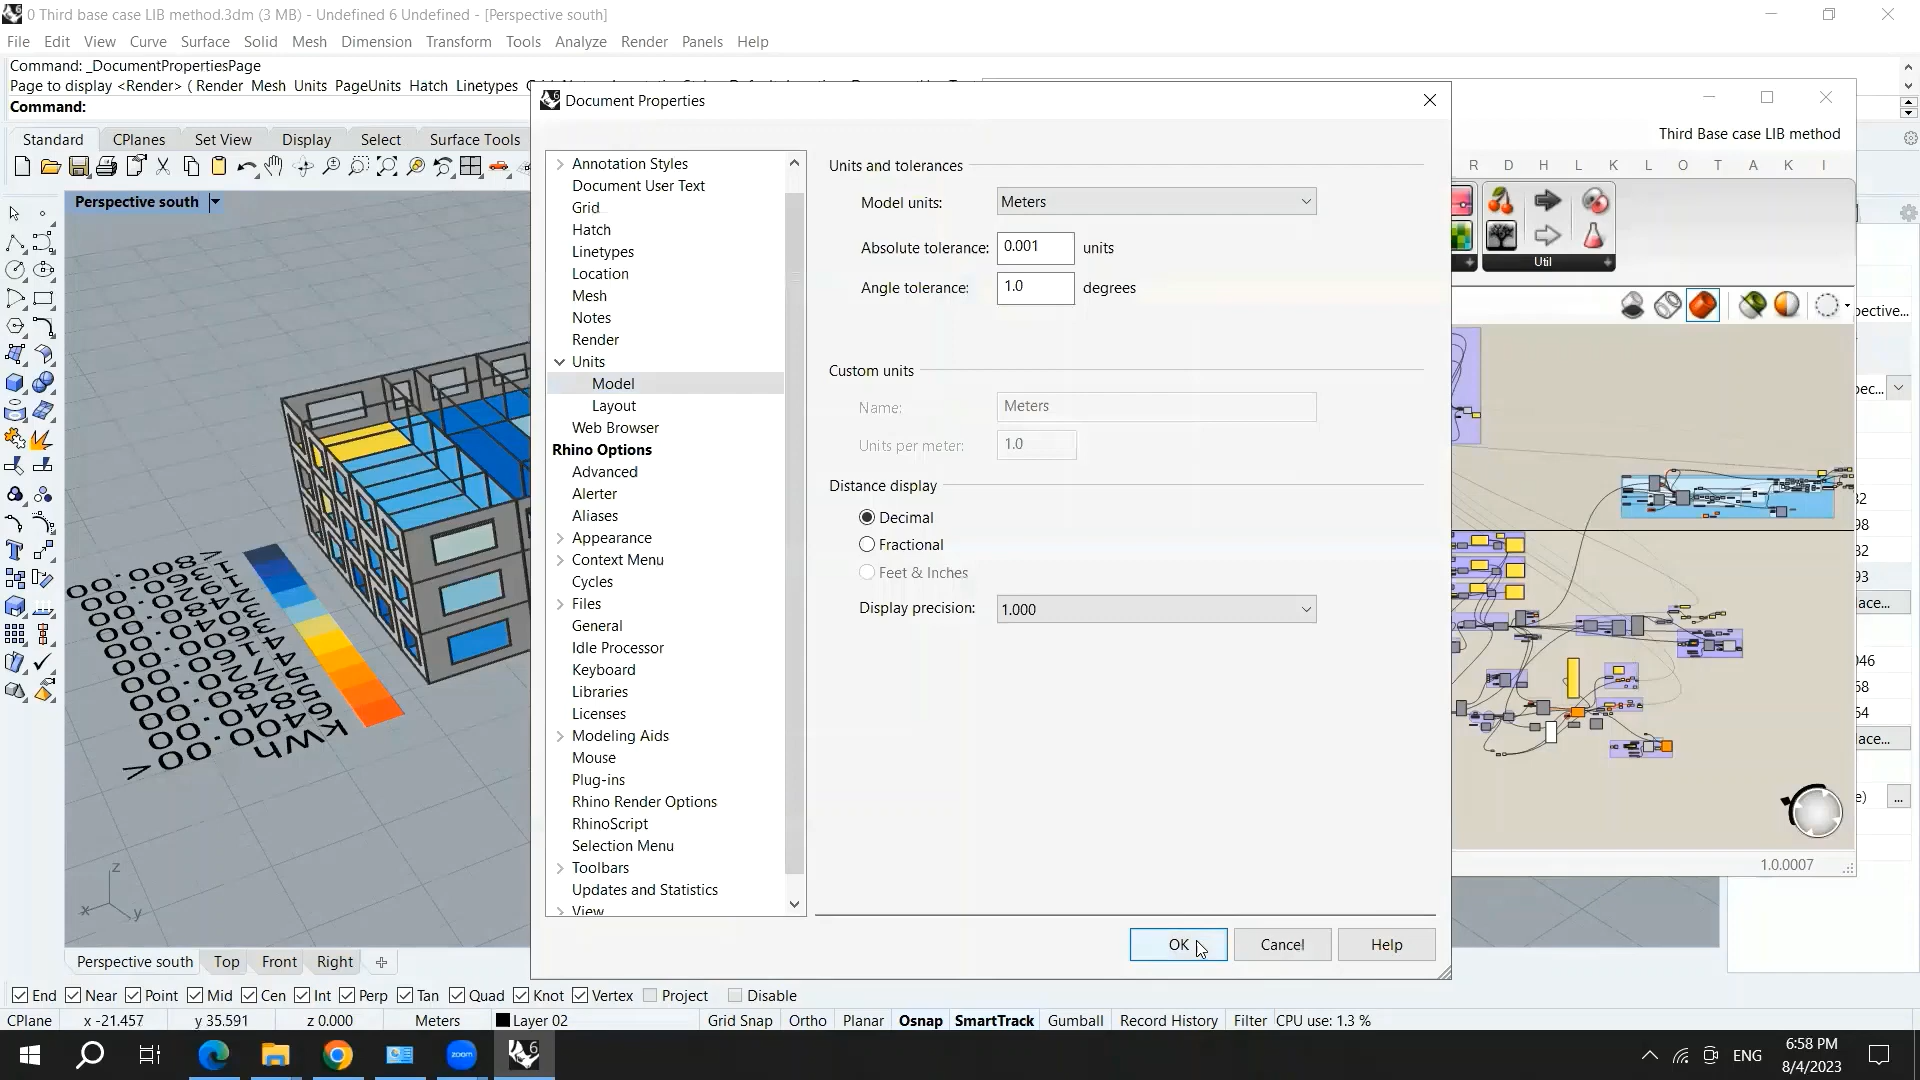 0 Third base case LIB method.3dm (3 MB) - Undefined 6 Undefined - [Perspective south]
File Edit View Curve Surface Solid Mesh Dimension Transform Tools Analyze Render Panels Help
Command: _DocumentPropertiesPage
Page to display <Render> ( Render Mesh Units PageUnits Hatch Linetypes
Command:
Standard CPlanes Set View Display Select Surface Tools
Perspective south
Document Properties
Annotation Styles
Document User Text
Grid
Hatch
Linetypes
Location
Mesh
Notes
Render
Units
Model
Layout
Web Browser
Rhino Options
Advanced
Alerter
Aliases
Appearance
Context Menu
Cycles
Files
General
Idle Processor
Keyboard
Libraries
Licenses
Modeling Aids
Mouse
Plug-ins
Rhino Render Options
RhinoScript
Selection Menu
Toolbars
Updates and Statistics
View
Units and tolerances
Model units: Meters
Absolute tolerance: 0.001 units
Angle tolerance: 1.0 degrees
Custom units
Name: Meters
Units per meter: 1.0
Distance display
Decimal
Fractional
Feet & Inches
Display precision: 1.000
OK Cancel Help
Third Base case LIB method
R D H L K L O T A K I
Util
1.0.0007
kWh
z
x
y
Perspective south Top Front Right
End Near Point Mid Cen Int Perp Tan Quad Knot Vertex Project Disable
CPlane x -21.457 y 35.591 z 0.000 Meters Layer 02 Grid Snap Ortho Planar Osnap SmartTrack Gumball Record History Filter CPU use: 1.3 %
zoom
6
ENG
6:58 PM
8/4/2023